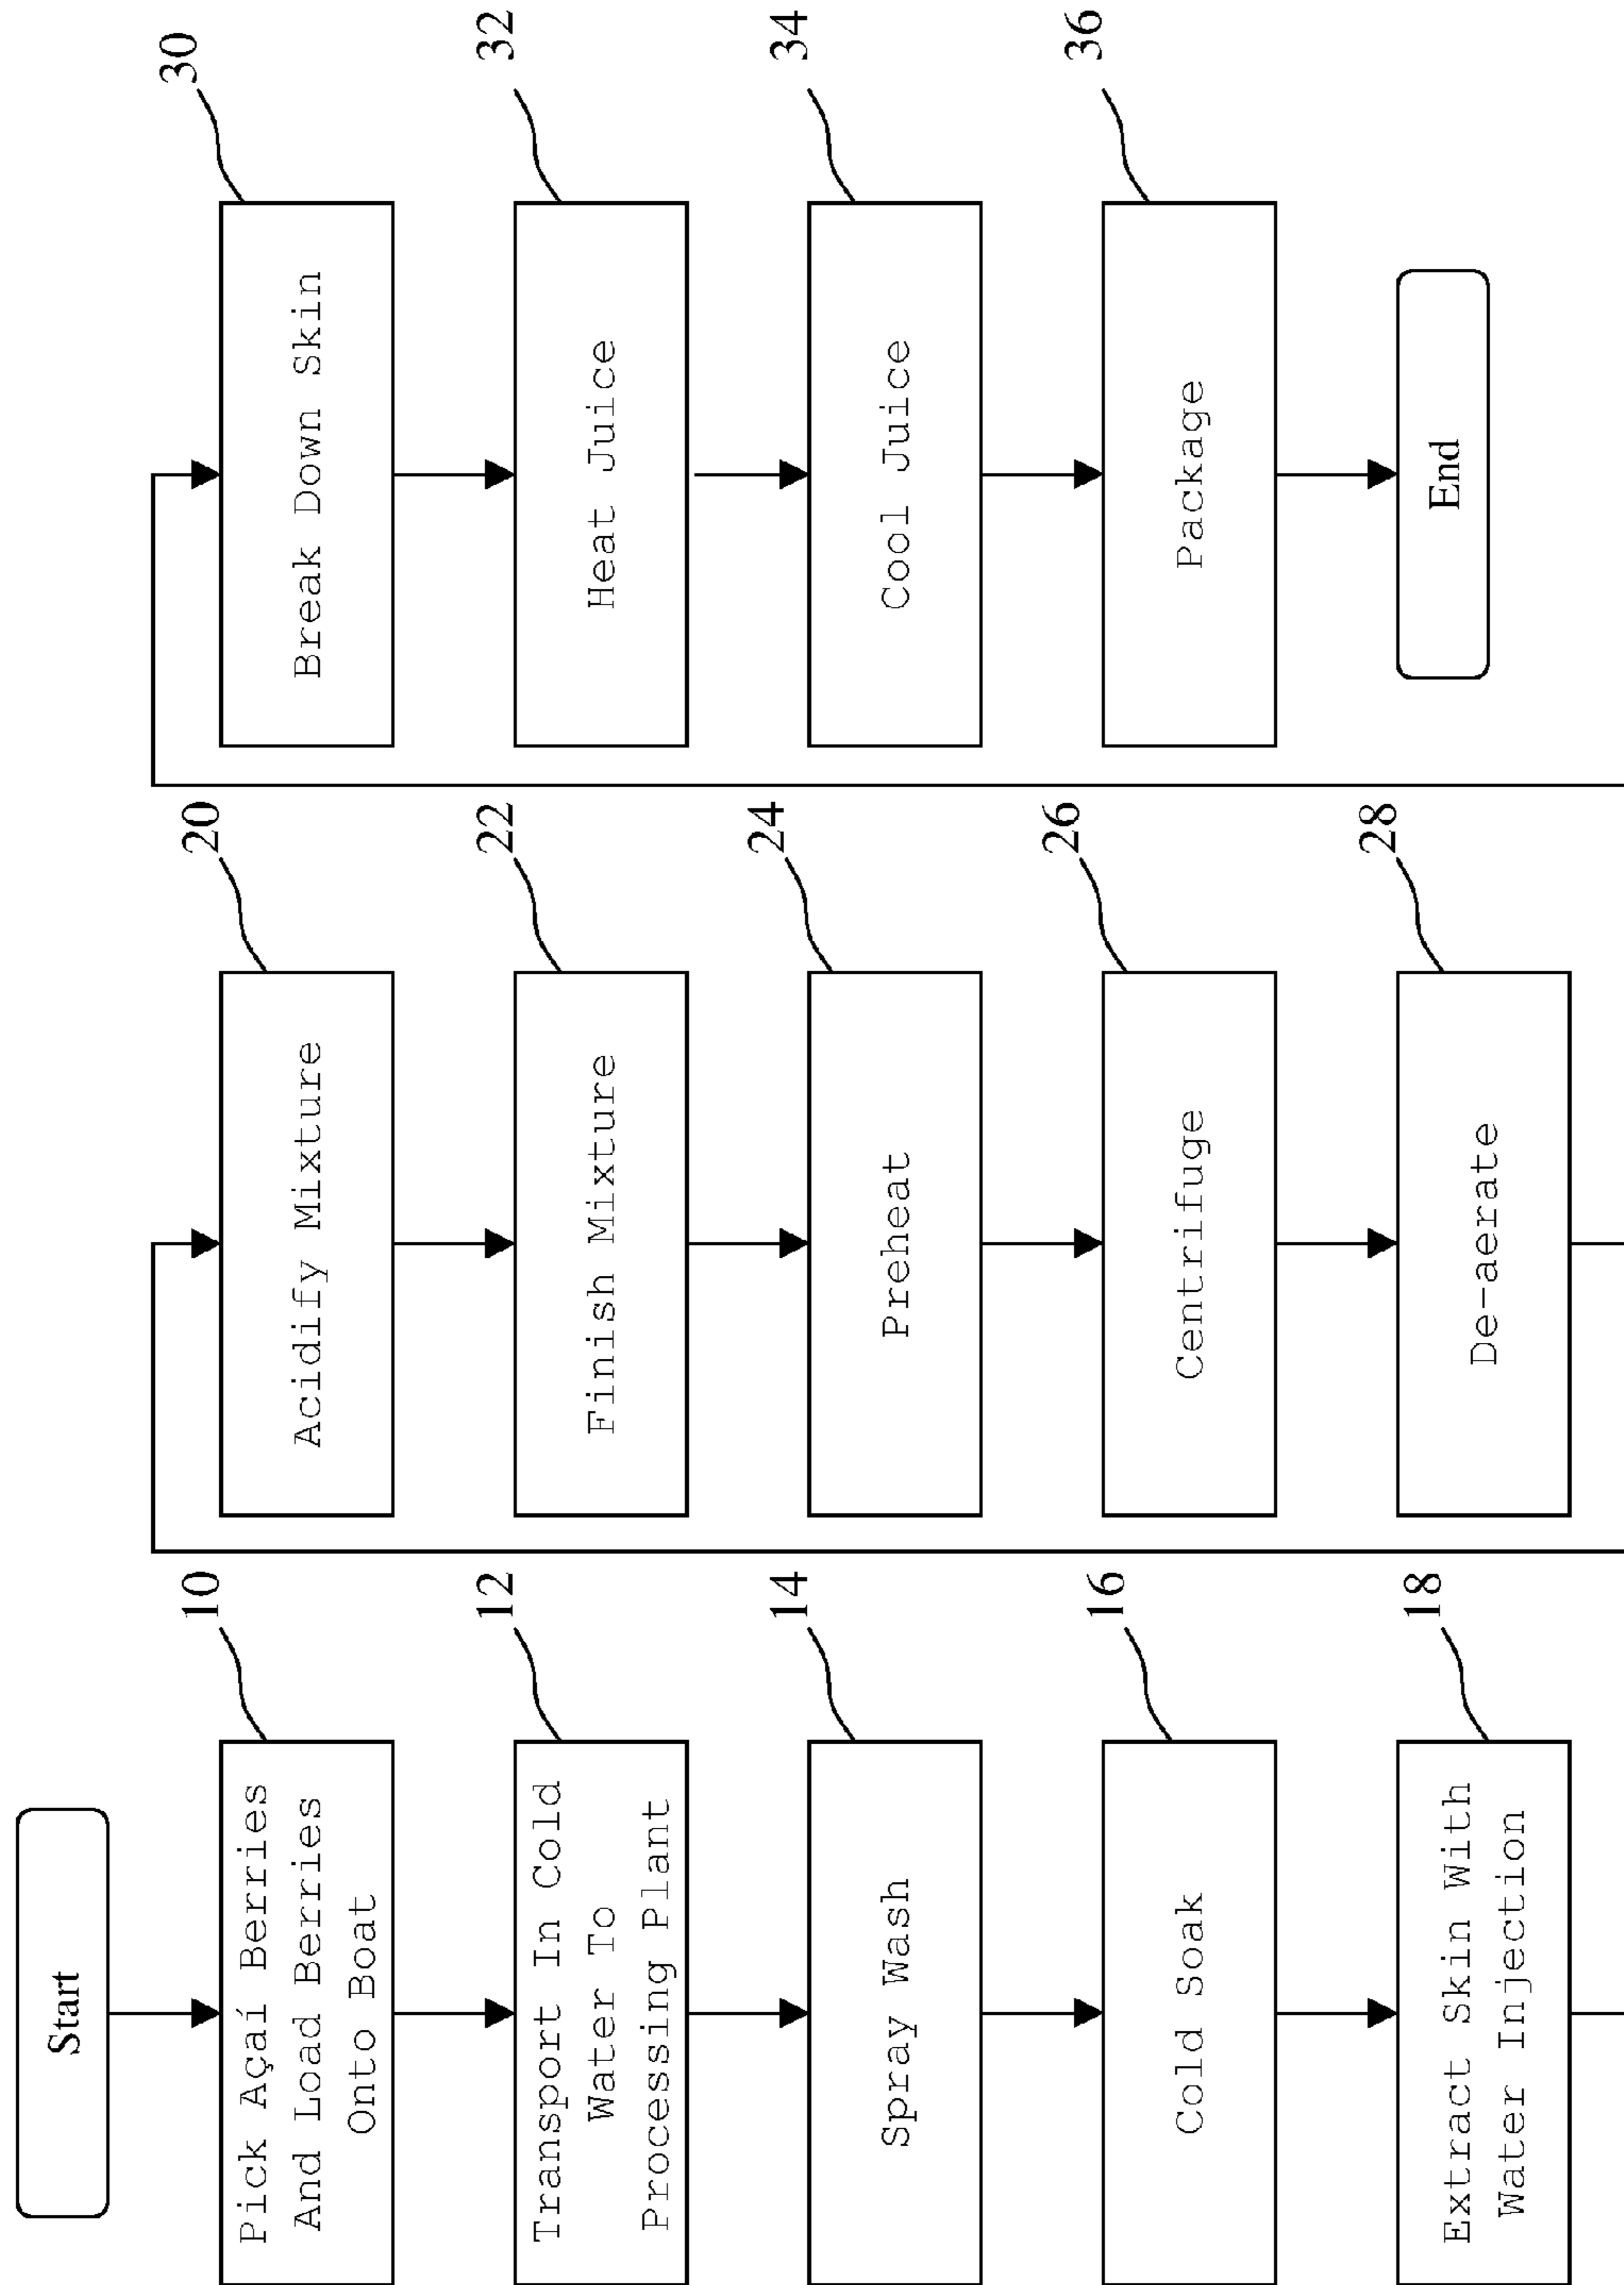 Start
10
Pick Açaí Berries
And Load Berries
Onto Boat
12
Transport In Cold
Water To
Processing Plant
14
Spray Wash
16
Cold Soak
18
Extract Skin With
Water Injection
20
Acidify Mixture
22
Finish Mixture
24
Preheat
26
Centrifuge
28
De-aerate
30
Break Down Skin
32
Heat Juice
34
Cool Juice
36
Package
End